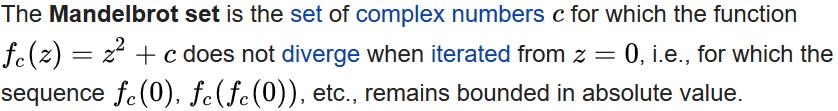 The Mandelbrot set is the set of complex numbers c for which the function
f_c(z) = z² + c does not diverge when iterated from z = 0, i.e., for which the
sequence f_c(0), f_c(f_c(0)), etc., remains bounded in absolute value.